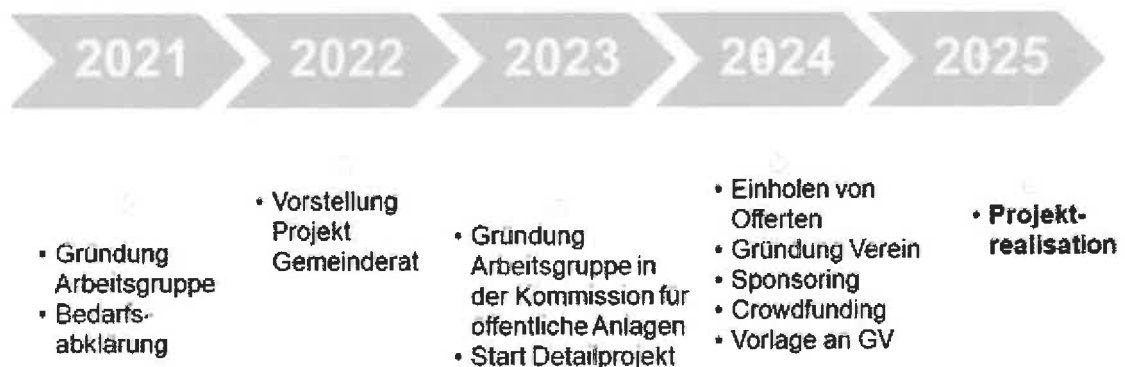 2021
2022
2023
2024
2025
• Gründung
Arbeitsgruppe
• Bedarfs-
abklärung
• Vorstellung
Projekt
Gemeinderat
• Gründung
Arbeitsgruppe in
der Kommission für
öffentliche Anlagen
• Start Detailprojekt
• Einholen von
Offerten
• Gründung Verein
• Sponsoring
• Crowdfunding
• Vorlage an GV
• Projekt-
realisation